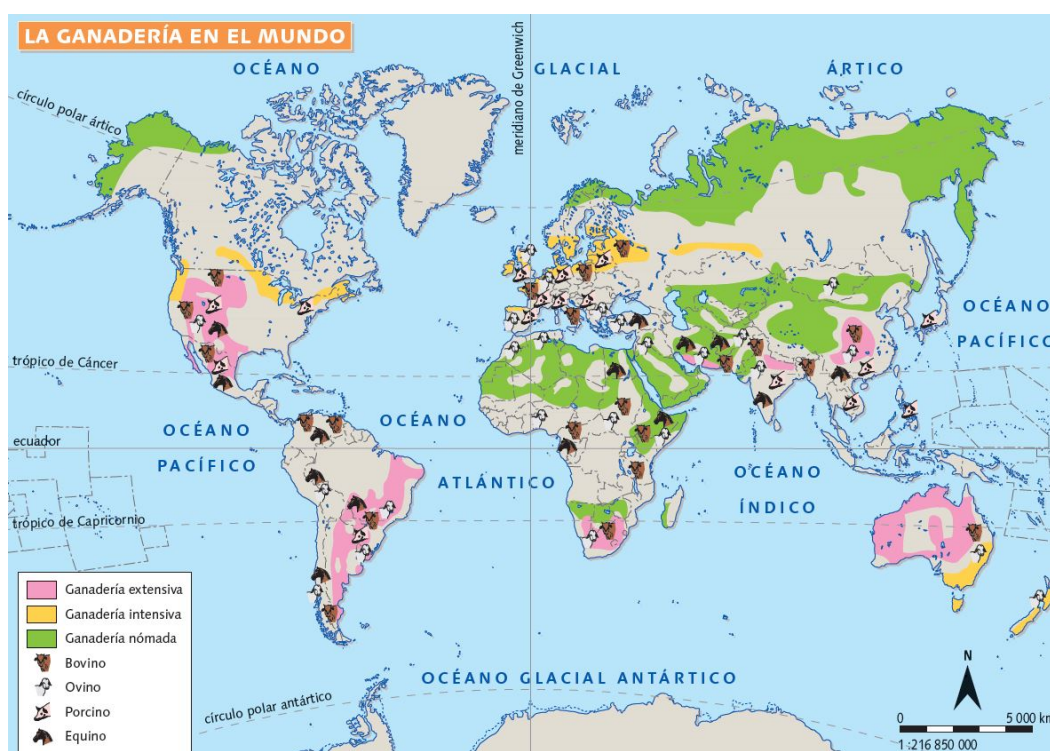 LA GANADERÍA EN EL MUNDO
OCÉANO
GLACIAL
ÁRTICO
círculo polar ártico
meridiano de Greenwich
OCÉANO
PACÍFICO
trópico de Cáncer
OCÉANO
PACÍFICO
OCÉANO
ATLÁNTICO
ecuador
OCÉANO
ÍNDICO
trópico de Capricornio
Ganadería extensiva
Ganadería intensiva
Ganadería nómada
Bovino
Ovino
Porcino
Equino
OCÉANO GLACIAL ANTÁRTICO
círculo polar antártico
N
0 5 000 km
1 :216 850 000